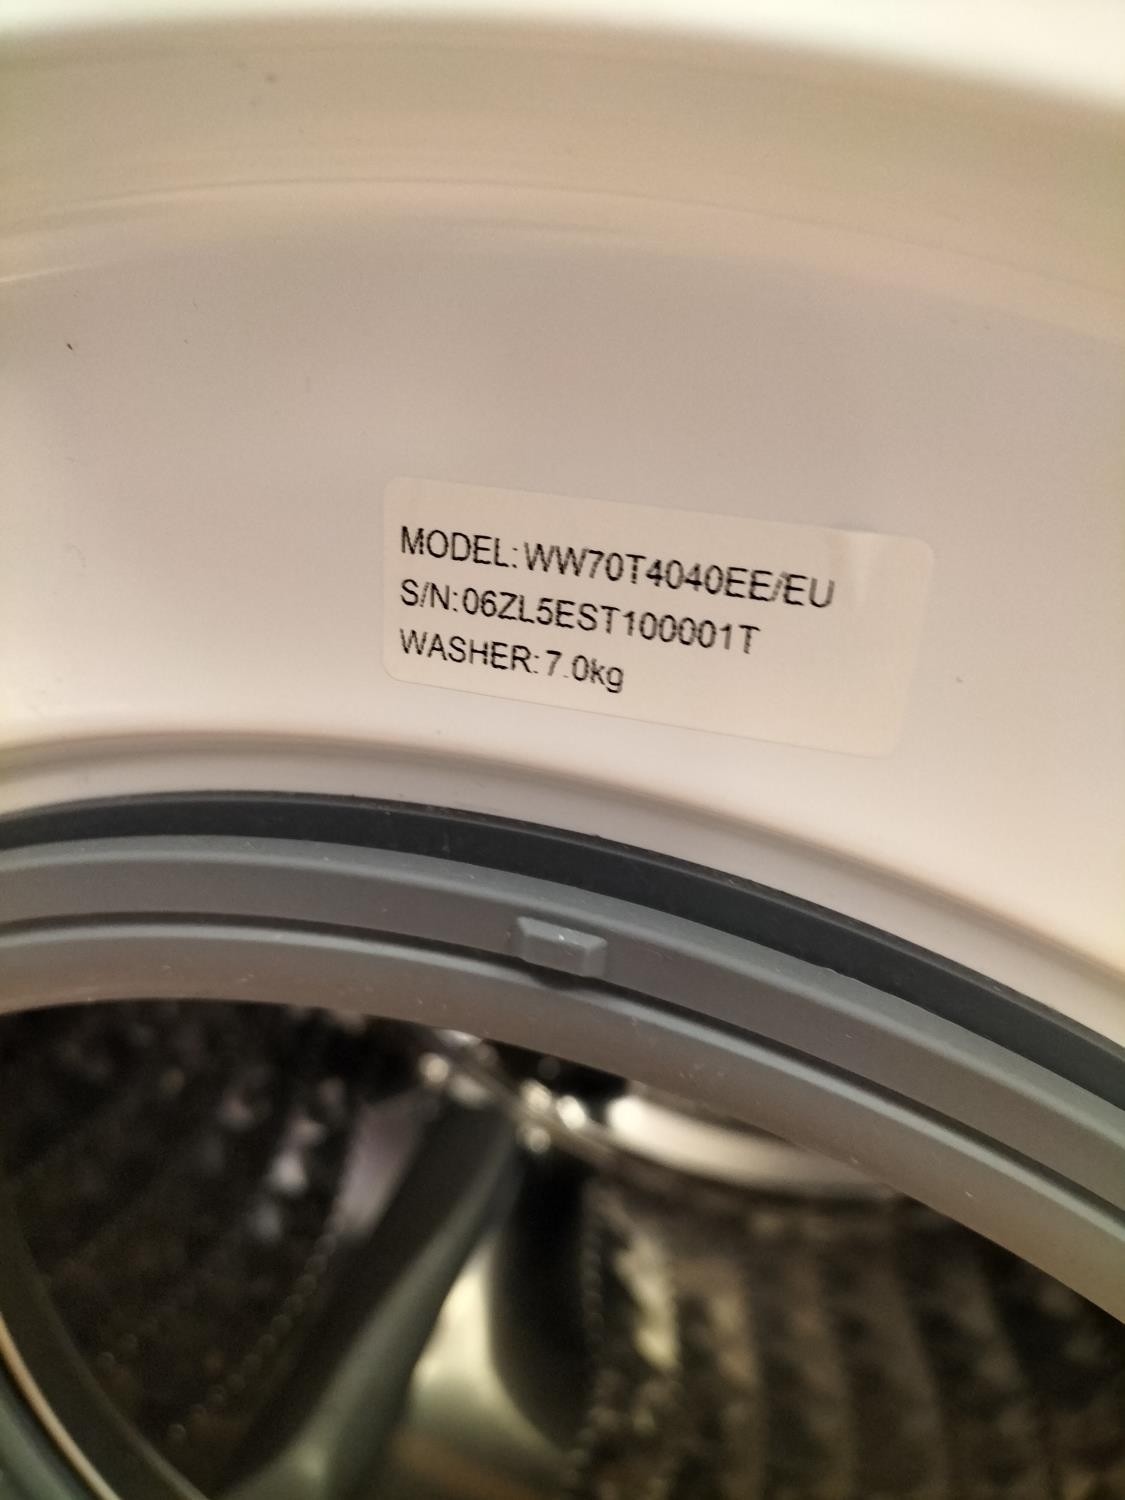 MODEL:WW70T4040EE/EU
S/N:06ZL5EST100001T
WASHER:7.0kg